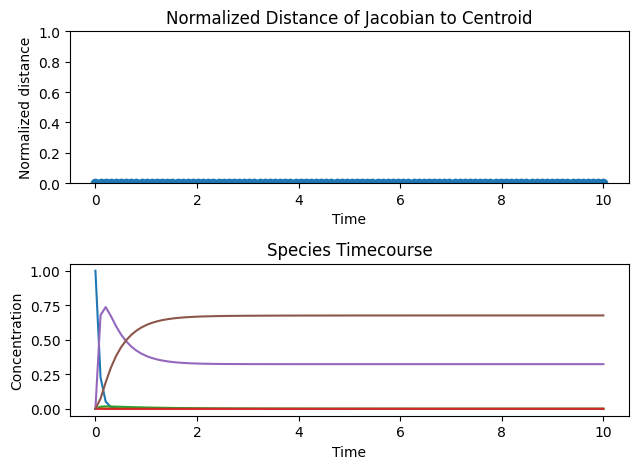 Normalized Distance of Jacobian to Centroid
1.0
0.8
0.6
0.4
0.2
0.0
Normalized distance
0 2 4 6 8 10
Time
Species Timecourse
1.00
0.75
0.50
0.25
0.00
Concentration
0 2 4 6 8 10
Time